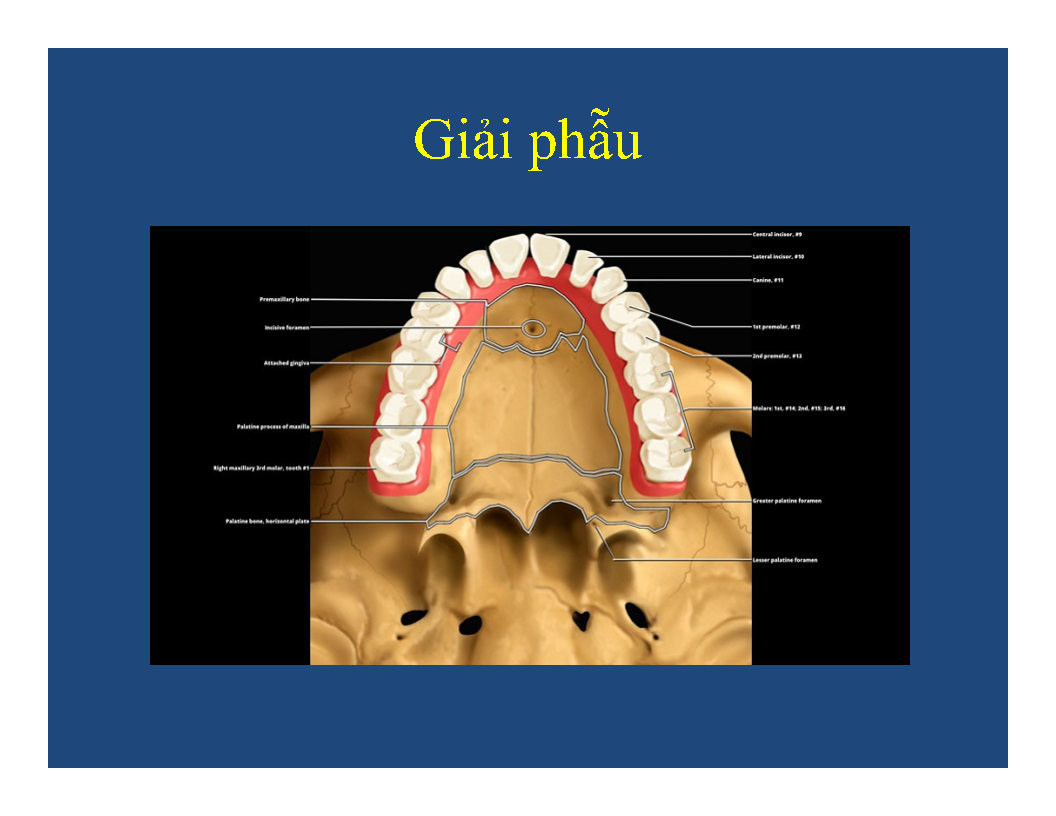 Giải phẫu
Central incisor, #9
Lateral incisor, #10
Canine, #11
Premaxillary bone
Incisive foramen
1st premolar, #12
2nd premolar, #13
Attached gingiva
Molars: 1st, #14; 2nd, #15; 3rd, #16
Palatine process of maxilla
Right maxillary 3rd molar, tooth #1
Greater palatine foramen
Palatine bone, horizontal plate
Lesser palatine foramen